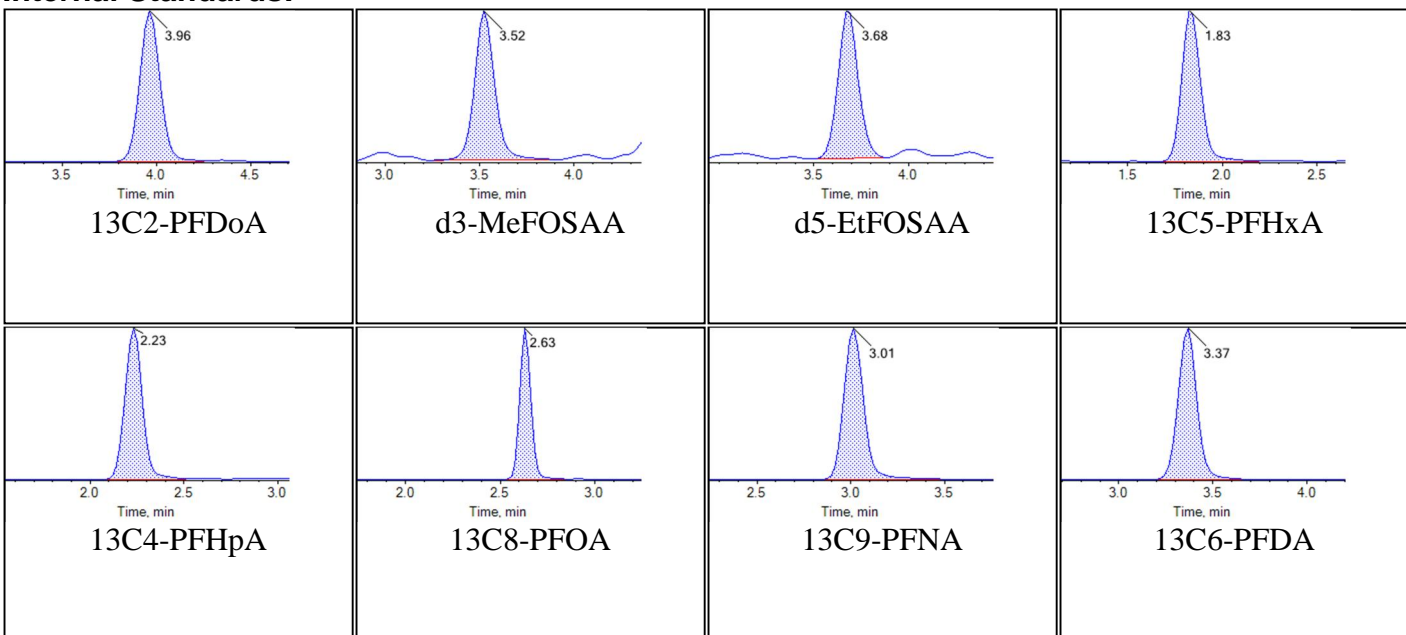 Internal Standards:
3.96
3.5 4.0 4.5
Time, min
13C2-PFDoA
3.52
3.0 3.5 4.0
Time, min
d3-MeFOSAA
3.68
3.5 4.0
Time, min
d5-EtFOSAA
1.83
1.5 2.0 2.5
Time, min
13C5-PFHxA
2.23
2.0 2.5 3.0
Time, min
13C4-PFHpA
2.63
2.0 2.5 3.0
Time, min
13C8-PFOA
3.01
2.5 3.0 3.5
Time, min
13C9-PFNA
3.37
3.0 3.5 4.0
Time, min
13C6-PFDA